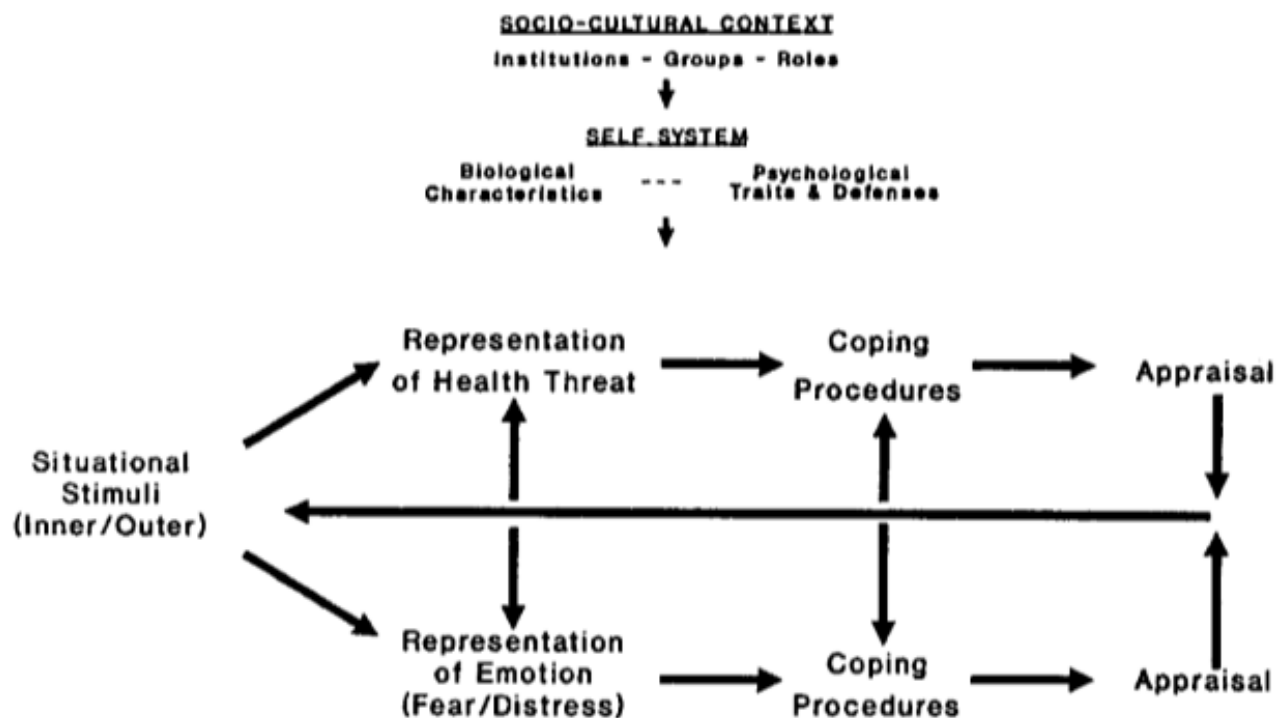 SOCIO-CULTURAL CONTEXT
Institutions - Groups - Roles
SELF-SYSTEM
Biological --- Psychological
Characteristics Traits & Defenses
Representation
of Health Threat
Coping
Procedures
Appraisal
Situational
Stimuli
(Inner/Outer)
Representation
of Emotion
(Fear/Distress)
Coping
Procedures
Appraisal